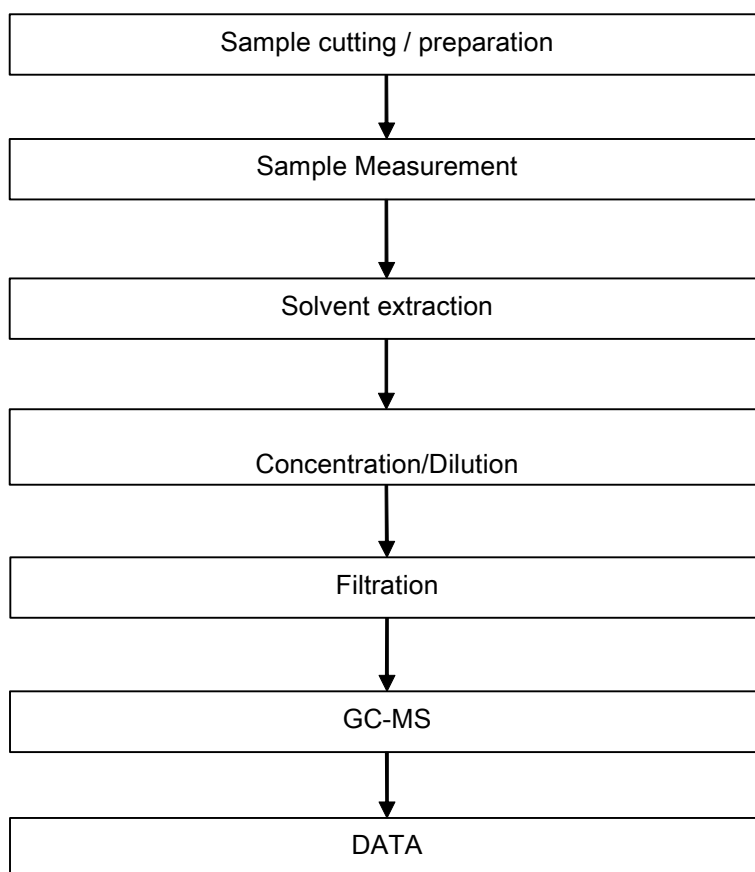 Sample cutting / preparation
Sample Measurement
Solvent extraction
Concentration/Dilution
Filtration
GC-MS
DATA